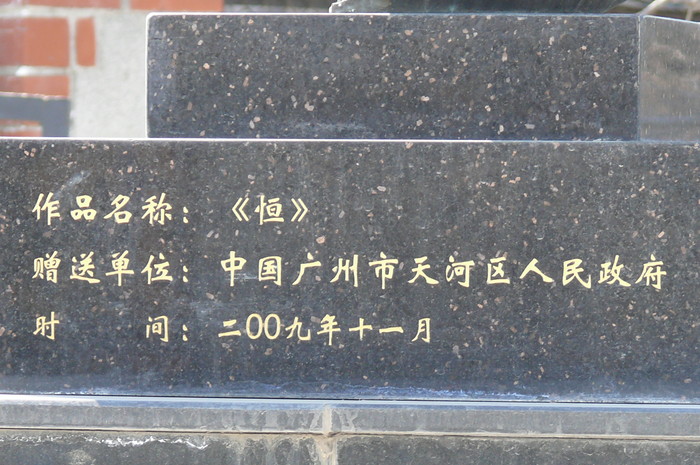 作品名称：《恒》
赠送单位：中国广州市天河区人民政府
时　　间：二00九年十一月